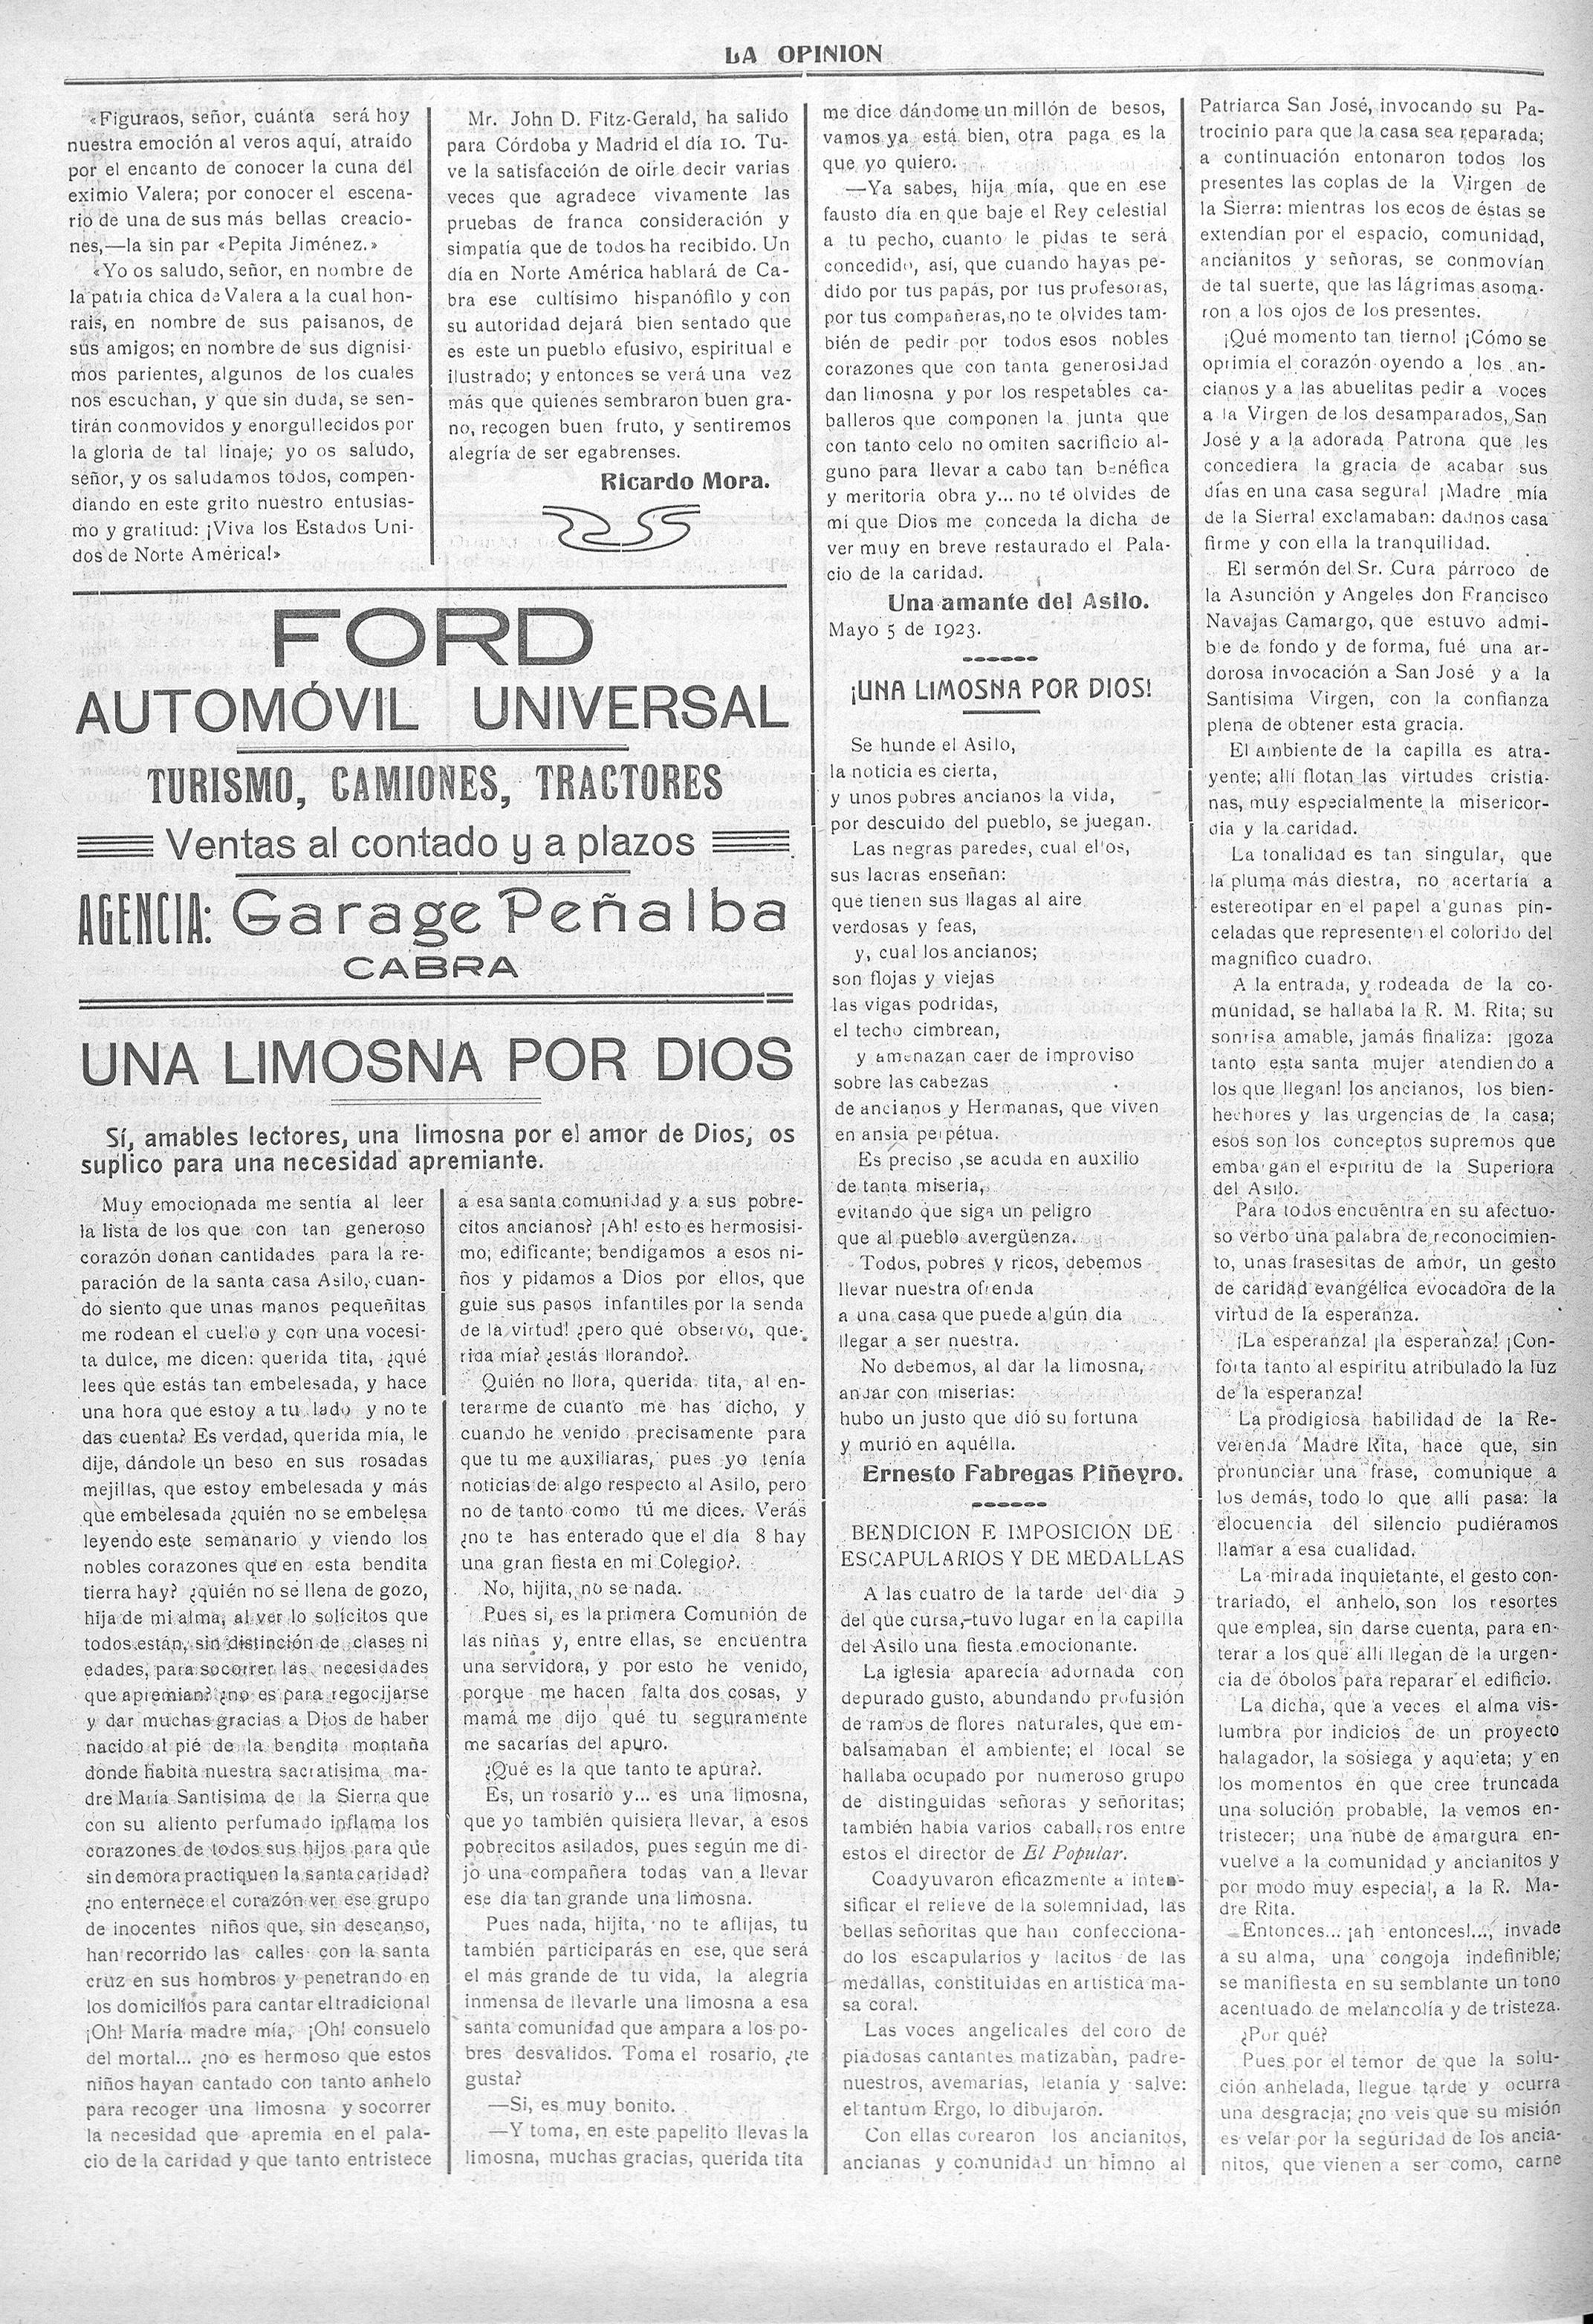 LA OPINION
«Figuraos, señor, cuánta será hoy
nuestra emoción al veros aquí, atraído
por el encanto de conocer la cuna del
eximio Valera; por conocer el escena-
rio de una de sus más bellas creacio-
nes,—la sin par «Pepita Jiménez.»
«Yo os saludo, señor, en nombre de
la patria chica de Valera a la cual hon-
rais, en nombre de sus paisanos, de
sus amigos; en nombre de sus dignisi-
mos parientes, algunos de los cuales
nos escuchan, y que sin duda, se sen-
tirán conmovidos y enorgullecidos por
la gloria de tal linaje; yo os saludo,
señor, y os saludamos todos, compen-
diando en este grito nuestro entusias-
mo y gratitud: ¡Viva los Estados Uni-
dos de Norte América!»
Mr. John D. Fitz-Gerald, ha salido
para Córdoba y Madrid el día 10. Tu-
ve la satisfacción de oirle decir varias
veces que agradece vivamente las
pruebas de franca consideración y
simpatía que de todos ha recibido. Un
día en Norte América hablará de Ca-
bra ese cultísimo hispanófilo y con
su autoridad dejará bien sentado que
es este un pueblo efusivo, espiritual e
ilustrado; y entonces se verá una vez
más que quienes sembraron buen gra-
no, recogen buen fruto, y sentiremos
alegría de ser egabrenses.
Ricardo Mora.
FORD
AUTOMÓVIL UNIVERSAL
TURISMO, CAMIONES, TRACTORES
Ventas al contado y a plazos
AGENCIA: Garage Peñalba
CABRA
UNA LIMOSNA POR DIOS
Sí, amables lectores, una limosna por el amor de Dios, os
suplico para una necesidad apremiante.
Muy emocionada me sentía al leer
la lista de los que con tan generoso
corazón donan cantidades para la re-
paración de la santa casa Asilo, cuan-
do siento que unas manos pequeñitas
me rodean el cuello y con una vocesi-
ta dulce, me dicen: querida tita, ¿qué
lees que estás tan embelesada, y hace
una hora que estoy a tu lado y no te
das cuenta? Es verdad, querida mía, le
dije, dándole un beso en sus rosadas
mejillas, que estoy embelesada y más
que embelesada ¿quién no se embelesa
leyendo este semanario y viendo los
nobles corazones que en esta bendita
tierra hay? ¿quién no se llena de gozo,
hija de mi alma, al ver lo solícitos que
todos están, sin distinción de clases ni
edades, para socorrer las necesidades
que apremian? ¿no es para regocijarse
y dar muchas gracias a Dios de haber
nacido al pié de la bendita montaña
donde habita nuestra sacratisima ma-
dre María Santisima de la Sierra que
con su aliento perfumado inflama los
corazones de todos sus hijos para que
sin demora practiquen la santa caridad?
¿no enternece el corazón ver ese grupo
de inocentes niños que, sin descanso,
han recorrido las calles con la santa
cruz en sus hombros y penetrando en
los domicilios para cantar el tradicional
¡Oh! María madre mía, ¡Oh! consuelo
del mortal... ¿no es hermoso que estos
niños hayan cantado con tanto anhelo
para recoger una limosna y socorrer
la necesidad que apremia en el pala-
cio de la caridad y que tanto entristece
a esa santa comunidad y a sus pobre-
citos ancianos? ¡Ah! esto es hermosisi-
mo, edificante; bendigamos a esos ni-
ños y pidamos a Dios por ellos, que
guie sus pasos infantiles por la senda
de la virtud! ¿pero qué observo, que-
rida mía? ¿estás llorando?.
Quién no llora, querida tita, al en-
terarme de cuanto me has dicho, y
cuando he venido precisamente para
que tu me auxiliaras, pues yo tenía
noticias de algo respecto al Asilo, pero
no de tanto como tú me dices. Verás
¿no te has enterado que el día 8 hay
una gran fiesta en mi Colegio?.
No, hijita, no se nada.
Pues si, es la primera Comunión de
las niñas y, entre ellas, se encuentra
una servidora, y por esto he venido,
porque me hacen falta dos cosas, y
mamá me dijo qué tu seguramente
me sacarías del apuro.
¿Qué es la que tanto te apura?.
Es, un rosario y... es una limosna,
que yo también quisiera llevar, a esos
pobrecitos asilados, pues según me di-
jo una compañera todas van a llevar
ese día tan grande una limosna.
Pues nada, hijita, no te aflijas, tu
también participarás en ese, que será
el más grande de tu vida, la alegria
inmensa de llevarle una limosna a esa
santa comunidad que ampara a los po-
bres desvalidos. Toma el rosario, ¿te
gusta?
—Si, es muy bonito.
—Y toma, en este papelito llevas la
limosna, muchas gracias, querida tita
me dice dándome un millón de besos,
vamos ya está bien, otra paga es la
que yo quiero.
—Ya sabes, hija mía, que en ese
fausto día en que baje el Rey celestial
a tu pecho, cuanto le pidas te será
concedido, asi, que cuando hayas pe-
dido por tus papás, por tus profesoras,
por tus compañeras, no te olvides tam-
bién de pedir por todos esos nobles
corazones que con tanta generosidad
dan limosna y por los respetables ca-
balleros que componen la junta que
con tanto celo no omiten sacrificio al-
guno para llevar a cabo tan benéfica
y meritoria obra y... no te olvides de
mí que Dios me conceda la dicha de
ver muy en breve restaurado el Pala-
cio de la caridad.
Una amante del Asilo.
Mayo 5 de 1923.
¡UNA LIMOSNA POR DIOS!
Se hunde el Asilo,
la noticia es cierta,
y unos pobres ancianos la vida,
por descuido del pueblo, se juegan.
Las negras paredes, cual ellos,
sus lacras enseñan:
que tienen sus llagas al aire
verdosas y feas,
y, cual los ancianos;
son flojas y viejas
las vigas podridas,
el techo cimbrean,
y amenazan caer de improviso
sobre las cabezas
de ancianos y Hermanas, que viven
en ansia perpétua.
Es preciso ,se acuda en auxilio
de tanta miseria,
evitando que siga un peligro
que al pueblo avergüenza.
Todos, pobres y ricos, debemos
llevar nuestra ofrenda
a una casa que puede algún día
llegar a ser nuestra.
No debemos, al dar la limosna,
andar con miserias:
hubo un justo que dió su fortuna
y murió en aquélla.
Ernesto Fabregas Piñeyro.
BENDICION E IMPOSICION DE
ESCAPULARIOS Y DE MEDALLAS
A las cuatro de la tarde del día 9
del que cursa, tuvo lugar en la capilla
del Asilo una fiesta emocionante.
La iglesia aparecía adornada con
depurado gusto, abundando profusión
de ramos de flores naturales, que em-
balsamaban el ambiente; el local se
hallaba ocupado por numeroso grupo
de distinguidas señoras y señoritas;
también había varios caballeros entre
estos el director de El Popular.
Coadyuvaron eficazmente a inten-
sificar el relieve de la solemnidad, las
bellas señoritas que han confecciona-
do los escapularios y lacitos de las
medallas, constituidas en artística ma-
sa coral.
Las voces angelicales del coro de
piadosas cantantes matizaban, padre-
nuestros, avemarias, letanía y salve:
el tantum Ergo, lo dibujaron.
Con ellas corearon los ancianitos,
ancianas y comunidad un himno al
Patriarca San José, invocando su Pa-
trocinio para que la casa sea reparada;
a continuación entonaron todos los
presentes las coplas de la Virgen de
la Sierra: mientras los ecos de éstas se
extendían por el espacio, comunidad,
ancianitos y señoras, se conmovían
de tal suerte, que las lágrimas asoma-
ron a los ojos de los presentes.
¡Qué momento tan tierno! ¡Cómo se
oprimia el corazón oyendo a los an-
cianos y a las abuelitas pedir a voces
a la Virgen de los desamparados, San
José y a la adorada Patrona que les
concediera la gracia de acabar sus
días en una casa segura! ¡Madre mía
de la Sierra! exclamaban: dadnos casa
firme y con ella la tranquilidad.
El sermón del Sr. Cura párroco de
la Asunción y Angeles don Francisco
Navajas Camargo, que estuvo admi-
ble de fondo y de forma, fué una ar-
dorosa invocación a San José y a la
Santisima Virgen, con la confianza
plena de obtener esta gracia.
El ambiente de la capilla es atra-
yente; allí flotan las virtudes cristia-
nas, muy especialmente la misericor-
dia y la caridad.
La tonalidad es tan singular, que
la pluma más diestra, no acertaría a
estereotipar en el papel algunas pin-
celadas que representen el colorido del
magnífico cuadro.
A la entrada, y rodeada de la co-
munidad, se hallaba la R. M. Rita; su
sonrisa amable, jamás finaliza: ¡goza
tanto esta santa mujer atendiendo a
los que llegan! los ancianos, los bien-
hechores y las urgencias de la casa;
esos son los conceptos supremos que
embargan el espíritu de la Superiora
del Asilo.
Para todos encuentra en su afectuo-
so verbo una palabra de reconocimien-
to, unas frasesitas de amor, un gesto
de caridad evangélica evocadora de la
virtud de la esperanza.
¡La esperanza! ¡la esperanza! ¡Con-
forta tanto al espíritu atribulado la luz
de la esperanza!
La prodigiosa habilidad de la Re-
verenda Madre Rita, hace que, sin
pronunciar una frase, comunique a
los demás, todo lo que allí pasa: la
elocuencia del silencio pudiéramos
llamar a esa cualidad.
La mirada inquietante, el gesto con-
trariado, el anhelo, son los resortes
que emplea, sin darse cuenta, para en-
terar a los que allí llegan de la urgen-
cia de óbolos para reparar el edificio.
La dicha, que a veces el alma vis-
lumbra por indicios de un proyecto
halagador, la sosiega y aquieta; y en
los momentos en que cree truncada
una solución probable, la vemos en-
tristecer; una nube de amargura en-
vuelve a la comunidad y ancianitos y
por modo muy especial, a la R. Ma-
dre Rita.
Entonces... ¡ah entonces!..., invade
a su alma, una congoja indefinible;
se manifiesta en su semblante un tono
acentuado de melancolía y de tristeza.
¿Por qué?
Pues por el temor de que la solu-
ción anhelada, llegue tarde y ocurra
una desgracia; ¿no veis que su misión
es velar por la seguridad de los ancia-
nitos, que vienen a ser como, carne